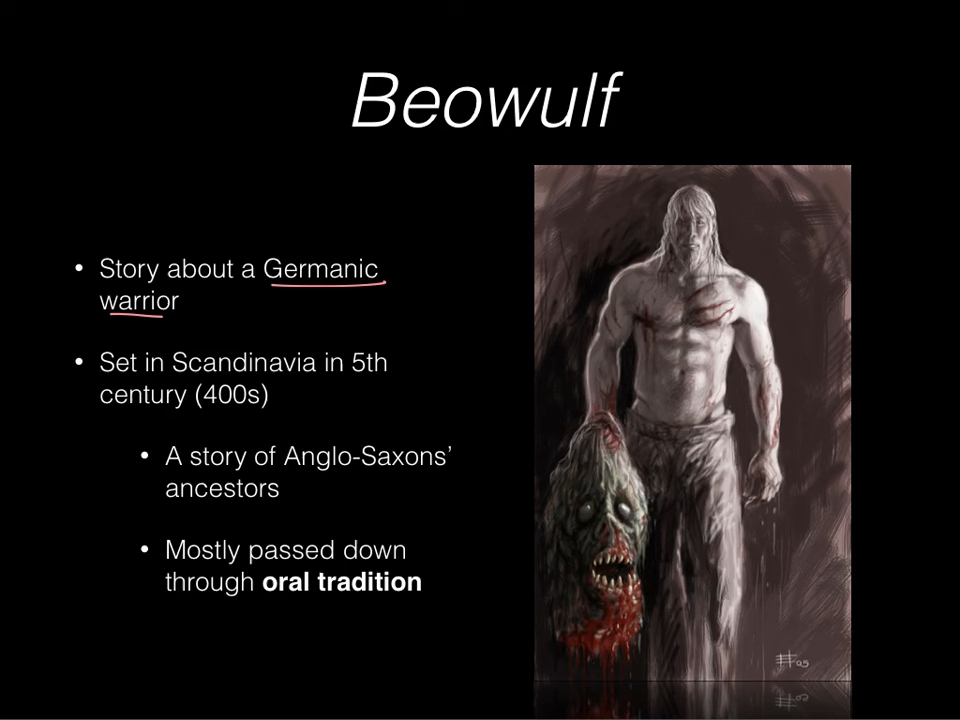 Beowulf
• Story about a Germanic
warrior
• Set in Scandinavia in 5th
century (400s)
• A story of Anglo-Saxons’
ancestors
• Mostly passed down
through oral tradition